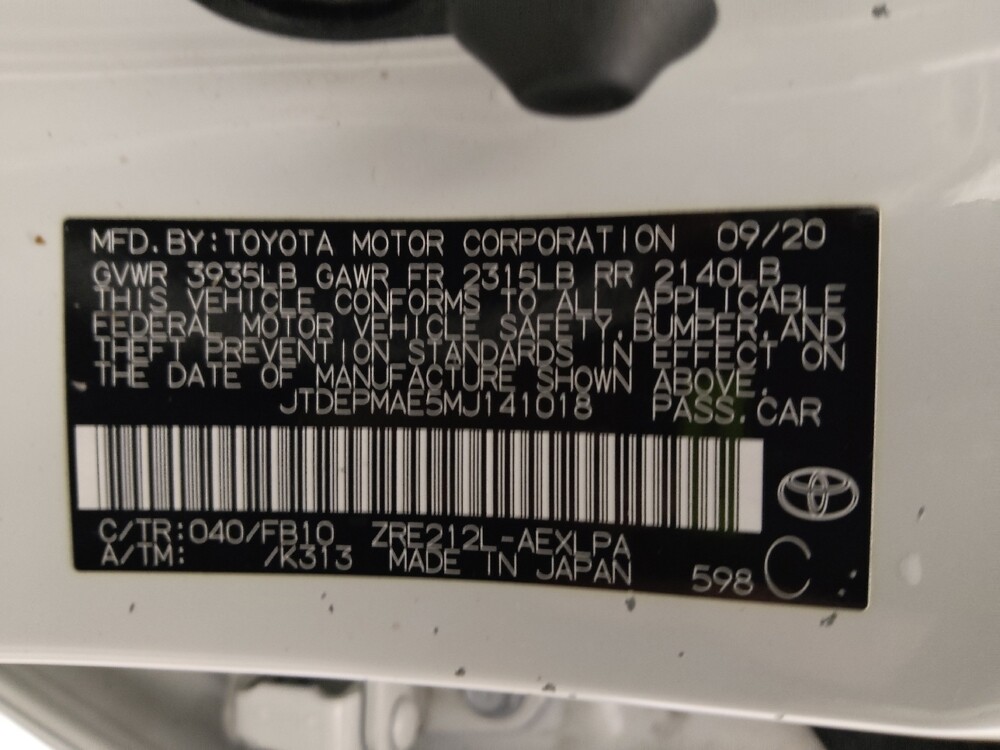 MFD.BY:TOYOTA MOTOR CORPORATION 09/20
GVWR 3935LB GAWR FR 2315LB RR 2140LB
THIS VEHICLE CONFORMS TO ALL APPLICABLE
FEDERAL MOTOR VEHICLE SAFETY,BUMPER,AND
THEFT PREVENTION STANDARDS IN EFFECT ON
THE DATE OF MANUFACTURE SHOWN ABOVE.
JTDEPMAE5MJ141018 PASS.CAR
C/TR:040/FB10 ZRE212L-AEXLPA
A/TM: /K313 MADE IN JAPAN 598 C